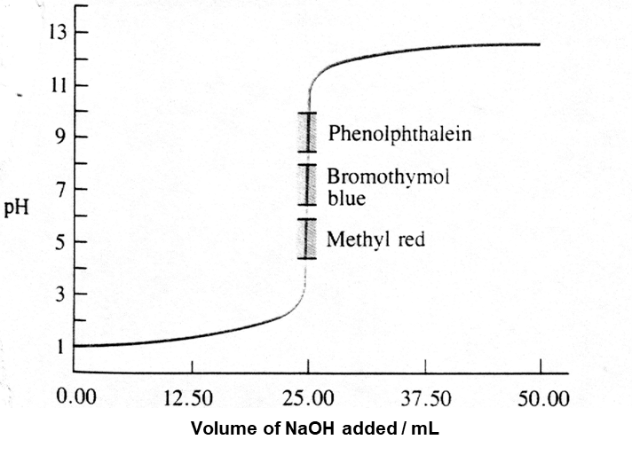 13
11
9
7
5
3
1
pH
Phenolphthalein
Bromothymol
blue
Methyl red
0.00 12.50 25.00 37.50 50.00
Volume of NaOH added / mL